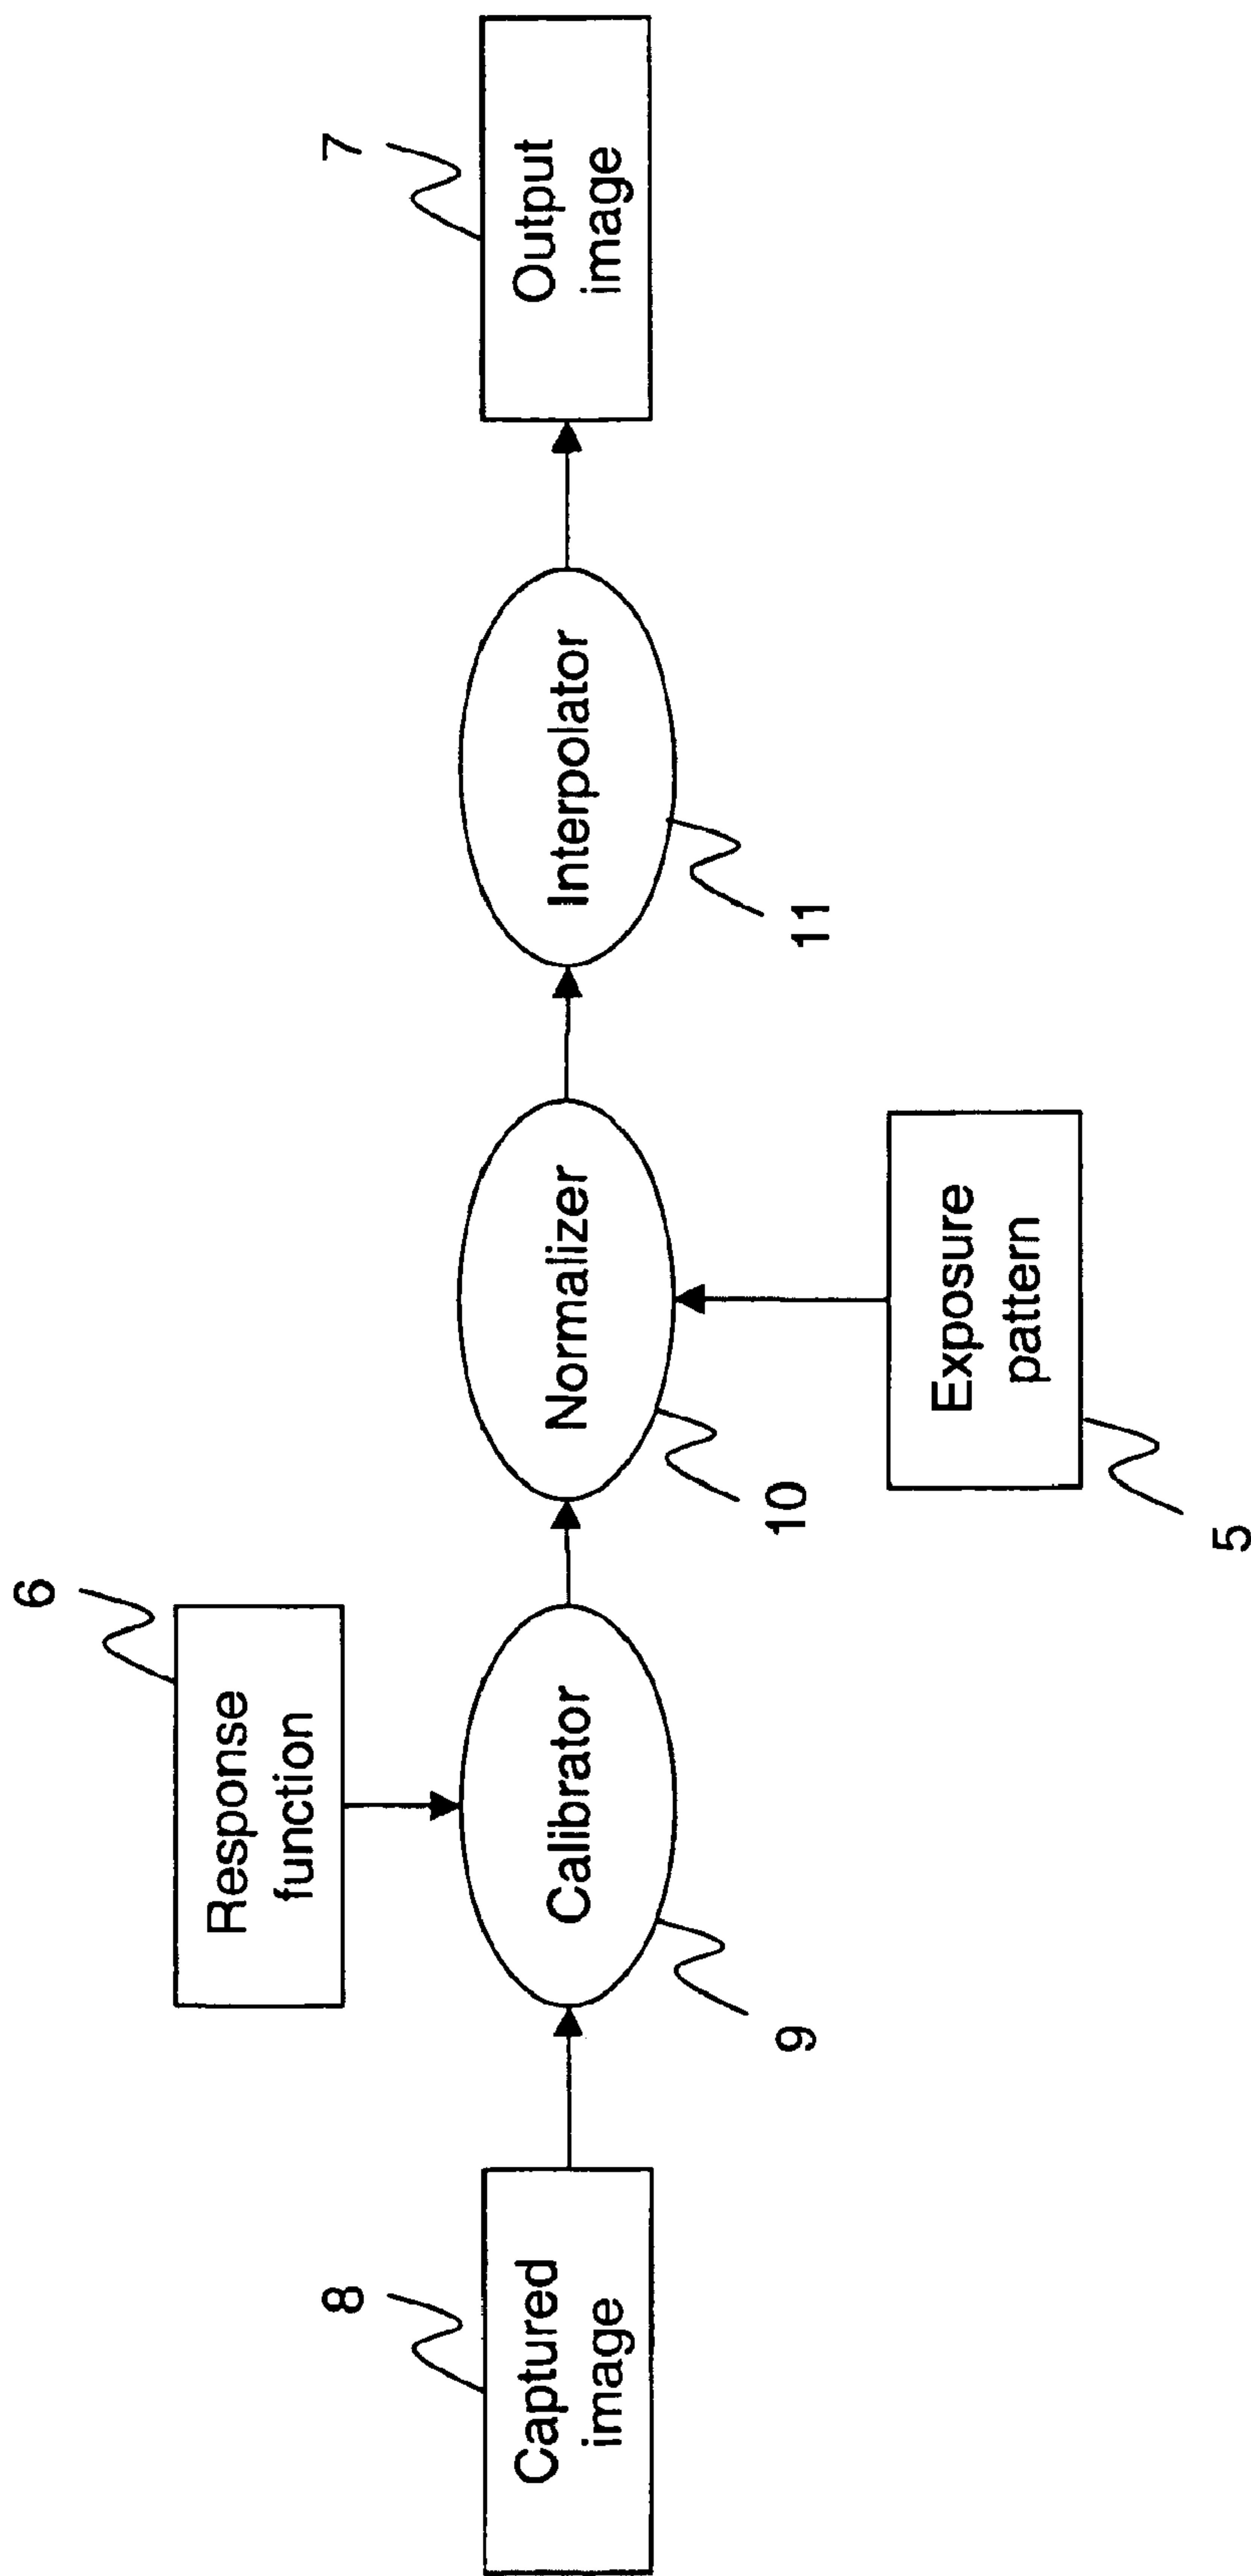 6
Response
function
8
7
Captured
image
Calibrator
Normalizer
Interpolator
Output
image
9
10
11
Exposure
pattern
5